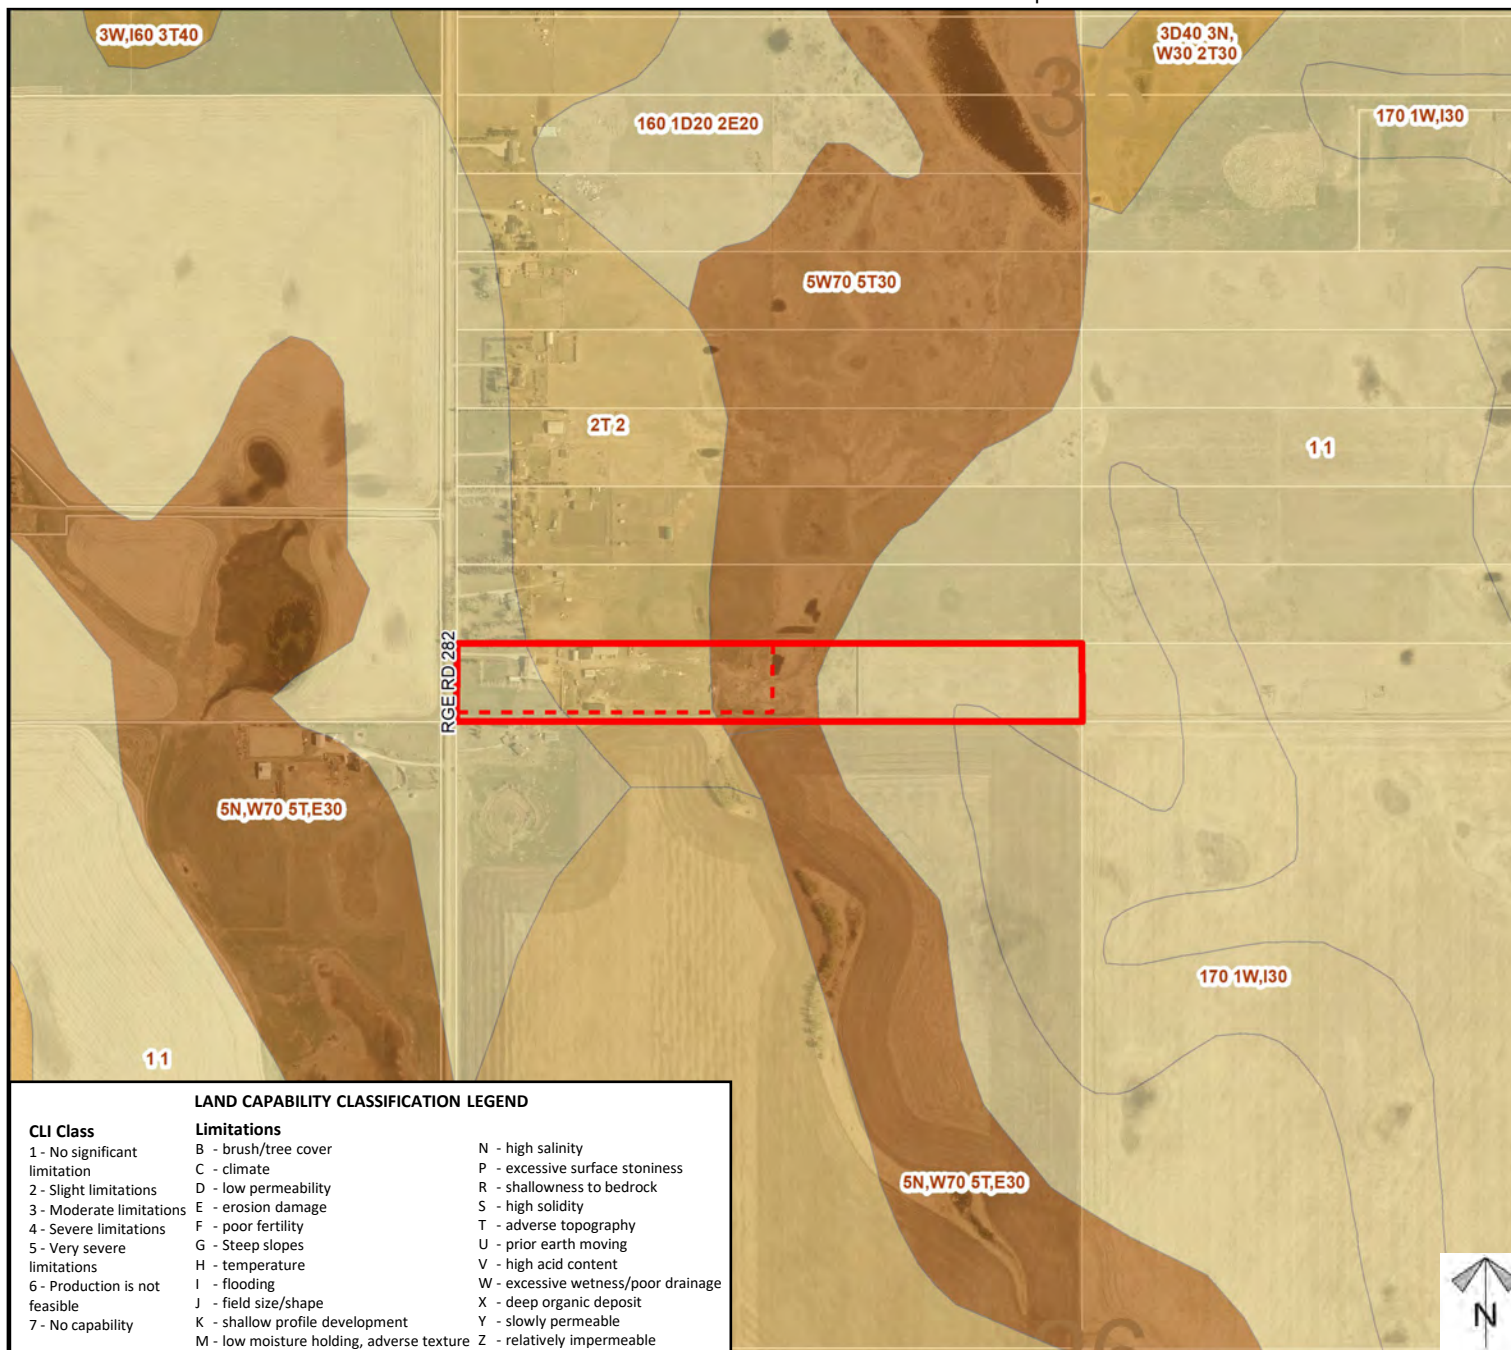 3W,I60 3T40
3D40 3N,
W30 2T30
35
160 1D20 2E20
170 1W,I30
5W70 5T30
2T 2
1 1
RGE RD 282
5N,W70 5T,E30
170 1W,I30
1 1
5N,W70 5T,E30
36
N
LAND CAPABILITY CLASSIFICATION LEGEND
CLI Class
1 - No significant
limitation
2 - Slight limitations
3 - Moderate limitations
4 - Severe limitations
5 - Very severe
limitations
6 - Production is not
feasible
7 - No capability
Limitations
B - brush/tree cover
C - climate
D - low permeability
E - erosion damage
F - poor fertility
G - Steep slopes
H - temperature
I - flooding
J - field size/shape
K - shallow profile development
M - low moisture holding, adverse texture
N - high salinity
P - excessive surface stoniness
R - shallowness to bedrock
S - high solidity
T - adverse topography
U - prior earth moving
V - high acid content
W - excessive wetness/poor drainage
X - deep organic deposit
Y - slowly permeable
Z - relatively impermeable